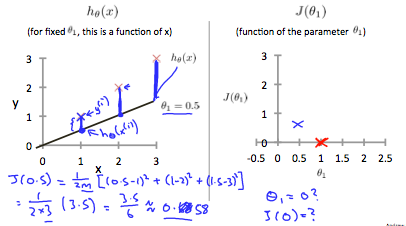 h_θ(x)
(for fixed θ₁, this is a function of x)
3
2
y
1
0
0 1 2 3
x
h_θ(x)
θ₁ = 0.5
y^(i)
h_θ(x^(i))
J(θ₁)
(function of the parameter θ₁)
3
2
J(θ₁)
1
0
-0.5 0 0.5 1 1.5 2 2.5
θ₁
J(0.5) = 1/2m [(0.5-1)² + (1-2)² + (1.5-3)²]
= 1/2×3 (3.5) = 3.5/6 ≈ 0.58
θ₁ = 0?
J(0) = ?